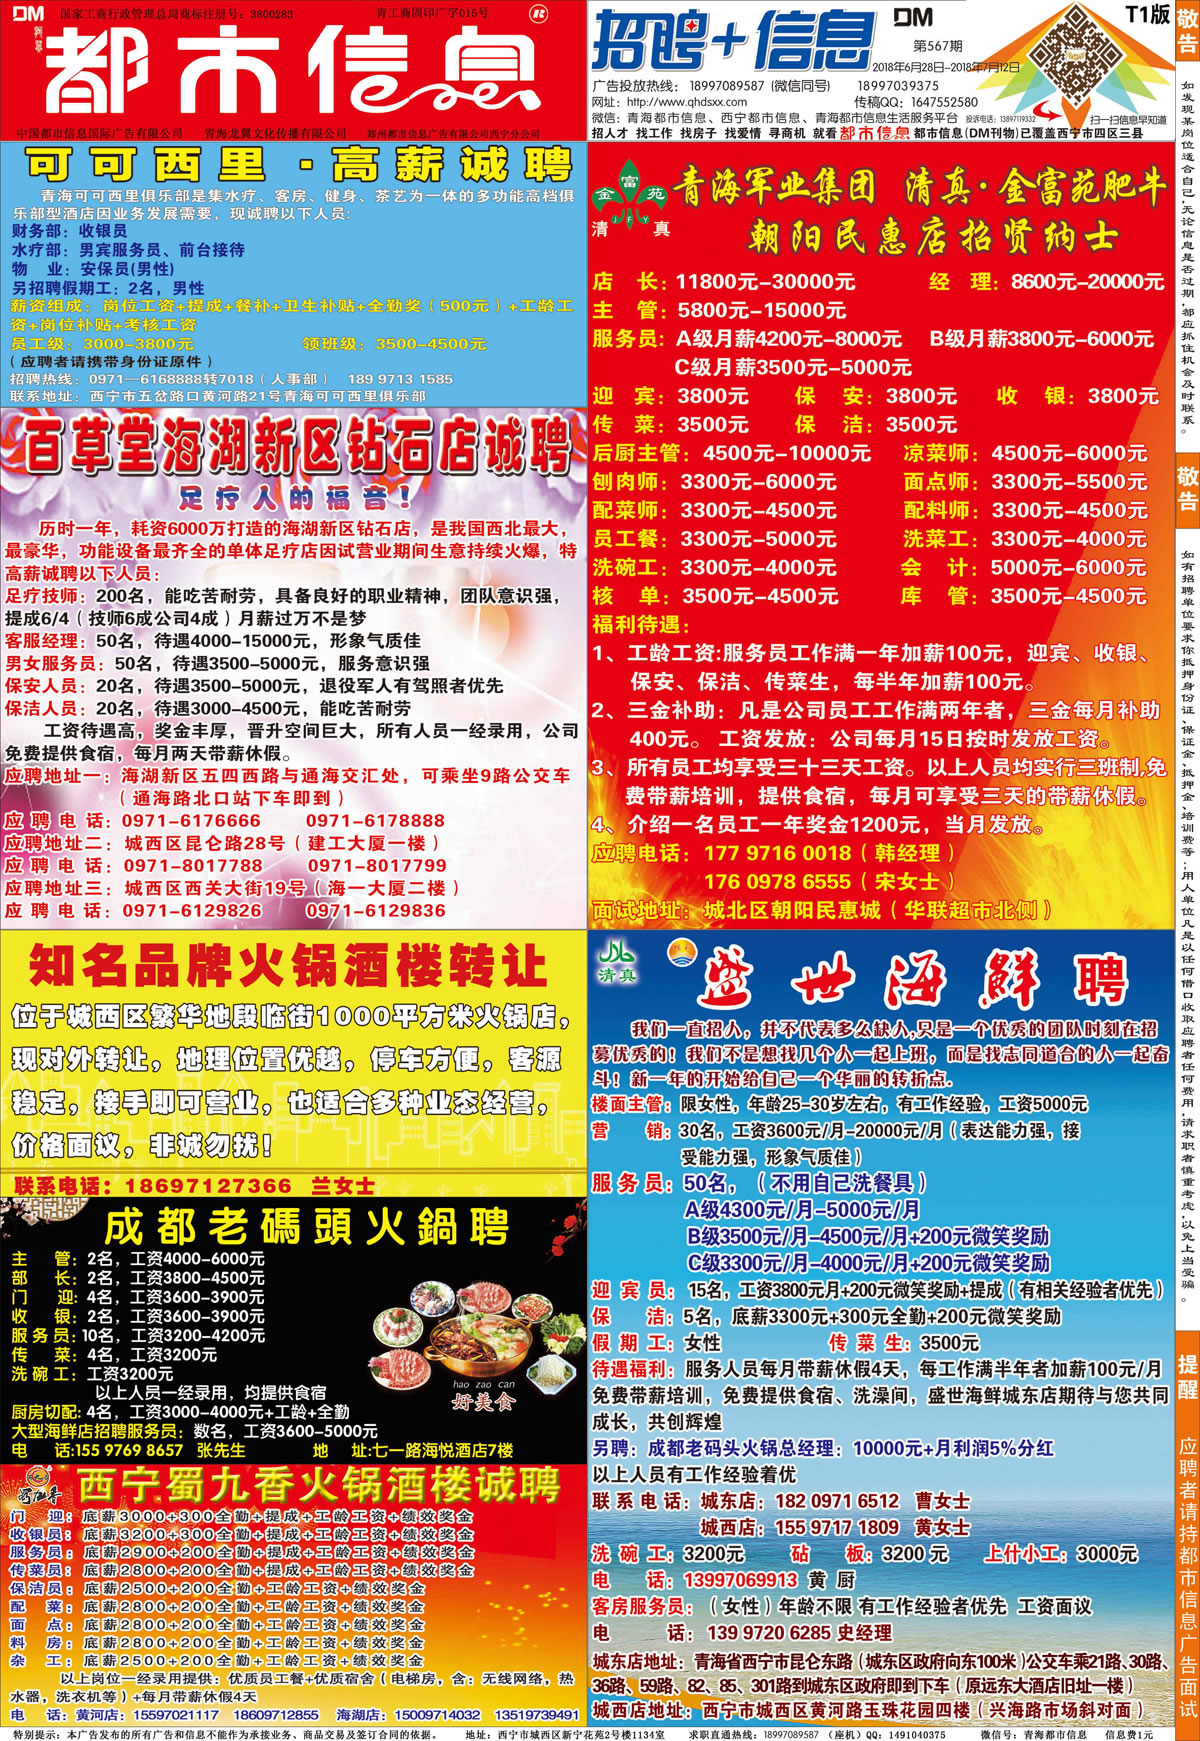 DM 国家工商行政管理总局商标注册号：3800283 青工商固印广字015号 R
都市信息
中国都市信息国际广告有限公司 青海龙翼文化传播有限公司 郑州都市信息广告有限公司西宁分公司
招聘+信息 DM T1版
第567期
2018年6月28日-2018年7月12日
广告投放热线：18997089587（微信同号） 18997039375
网址：http://www.qhdsxx.com 传稿QQ：1647552580
微信：青海都市信息、西宁都市信息、青海都市信息生活服务平台 投诉电话：13897119332 扫一扫信息早知道
招人才 找工作 找房子 找爱情 寻商机 就看都市信息 都市信息(DM刊物)已覆盖西宁市四区三县
可可西里·高薪诚聘
青海可可西里俱乐部是集水疗、客房、健身、茶艺为一体的多功能高档俱
乐部型酒店因业务发展需要，现诚聘以下人员：
财务部：收银员
水疗部：男宾服务员、前台接待
物 业：安保员(男性)
另招聘假期工：2名，男性
薪资组成：岗位工资+提成+餐补+卫生补贴+全勤奖（500元）+工龄工
资+岗位补贴+考核工资
员工级：3000-3800元 领班级：3500-4500元
（应聘者请携带身份证原件）
招聘热线：0971—6168888转7018（人事部） 189 9713 1585
联系地址：西宁市五岔路口黄河路21号青海可可西里俱乐部
百草堂海湖新区钻石店诚聘
足疗人的福音！
历时一年，耗资6000万打造的海湖新区钻石店，是我国西北最大，
最豪华，功能设备最齐全的单体足疗店因试营业期间生意持续火爆，特
高薪诚聘以下人员：
足疗技师：200名，能吃苦耐劳，具备良好的职业精神，团队意识强，
提成6/4（技师6成公司4成）月薪过万不是梦
客服经理：50名，待遇4000-15000元，形象气质佳
男女服务员：50名，待遇3500-5000元，服务意识强
保安人员：20名，待遇3500-5000元，退役军人有驾照者优先
保洁人员：20名，待遇3000-4500元，能吃苦耐劳
工资待遇高，奖金丰厚，晋升空间巨大，所有人员一经录用，公司
免费提供食宿，每月两天带薪休假。
应聘地址一：海湖新区五四西路与通海交汇处，可乘坐9路公交车
（通海路北口站下车即到）
应聘电话：0971-6176666 0971-6178888
应聘地址二：城西区昆仑路28号（建工大厦一楼）
应聘电话：0971-8017788 0971-8017799
应聘地址三：城西区西关大街19号（海一大厦二楼）
应聘电话：0971-6129826 0971-6129836
知名品牌火锅酒楼转让
位于城西区繁华地段临街1000平方米火锅店，
现对外转让，地理位置优越，停车方便，客源
稳定，接手即可营业，也适合多种业态经营，
价格面议，非诚勿扰！
联系电话：18697127366 兰女士
成都老碼頭火鍋聘
主 管：2名，工资4000-6000元
部 长：2名，工资3800-4500元
门 迎：4名，工资3600-3900元
收 银：2名，工资3600-3900元
服务员：10名，工资3200-4200元
传 菜：4名，工资3200元
洗碗工：工资3200元
以上人员一经录用，均提供食宿
厨房切配：4名，工资3000-4000元+工龄+全勤
大型海鲜店招聘服务员：数名，工资3600-5000元
电 话：155 9769 8657 张先生 地 址：七一路海悦酒店7楼
hao zao can
好美食
蜀九香
西宁蜀九香火锅酒楼诚聘
门 迎：底薪3000+300全勤+提成+工龄工资+绩效奖金
收银员：底薪3200+300全勤+提成+工龄工资+绩效奖金
服务员：底薪2900+200全勤+提成+工龄工资+绩效奖金
传菜员：底薪2800+200全勤+提成+工龄工资+绩效奖金
保洁员：底薪2500+200全勤+工龄工资+绩效奖金
配 菜：底薪2800+200全勤+工龄工资+绩效奖金
面 点：底薪2800+200全勤+工龄工资+绩效奖金
料 房：底薪2800+200全勤+工龄工资+绩效奖金
杂 工：底薪2500+200全勤+工龄工资+绩效奖金
以上岗位一经录用提供：优质员工餐+优质宿舍（电梯房，含：无线网络，热
水器，洗衣机等）+每月带薪休假4天
电 话：黄河店：15597021117 18609712855 海湖店：15009714032 13519739491
金富苑
JFY
清真
青海军业集团 清真·金富苑肥牛
朝阳民惠店招贤纳士
店 长：11800元-30000元 经 理：8600元-20000元
主 管：5800元-15000元
服务员：A级月薪4200元-8000元 B级月薪3800元-6000元
C级月薪3500元-5000元
迎 宾：3800元 保 安：3800元 收 银：3800元
传 菜：3500元 保 洁：3500元
后厨主管：4500元-10000元 凉菜师：4500元-6000元
刨肉师：3300元-6000元 面点师：3300元-5500元
配菜师：3300元-4500元 配料师：3300元-4500元
员工餐：3300元-5000元 洗菜工：3300元-4000元
洗碗工：3300元-4000元 会 计：5000元-6000元
核 单：3500元-4500元 库 管：3500元-4500元
福利待遇：
1、工龄工资：服务员工作满一年加薪100元，迎宾、收银、
保安、保洁、传菜生，每半年加薪100元。
2、三金补助：凡是公司员工工作满两年者，三金每月补助
400元。 工资发放：公司每月15日按时发放工资。
3、所有员工均享受三十三天工资。以上人员均实行三班制,免
费带薪培训，提供食宿，每月可享受三天的带薪休假。
4、介绍一名员工一年奖金1200元，当月发放。
应聘电话：177 9716 0018（韩经理）
176 0978 6555（宋女士）
面试地址：城北区朝阳民惠城（华联超市北侧）
清真
盛世海鲜 聘
我们一直招人，并不代表多么缺人,只是一个优秀的团队时刻在招
募优秀的！我们不是想找几个人一起上班，而是找志同道合的人一起奋
斗！新一年的开始给自己一个华丽的转折点.
楼面主管：限女性，年龄25-30岁左右，有工作经验，工资5000元
营 销：30名，工资3600元/月-20000元/月（表达能力强，接
受能力强，形象气质佳）
服务员：50名，（不用自己洗餐具）
A级4300元/月-5000元/月
B级3500元/月-4500元/月+200元微笑奖励
C级3300元/月-4000元/月+200元微笑奖励
迎宾员：15名，工资3800元月+200元微笑奖励+提成（有相关经验者优先）
保 洁：5名，底薪3300元+300元全勤+200元微笑奖励
假期工：女性 传菜生：3500元
待遇福利：服务人员每月带薪休假4天，每工作满半年者加薪100元/月
免费带薪培训，免费提供食宿、洗澡间，盛世海鲜城东店期待与您共同
成长，共创辉煌
另聘：成都老码头火锅总经理：10000元+月利润5%分红
以上人员有工作经验着优
联系电话：城东店：182 0971 6512 曹女士
城西店：155 9717 1809 黄女士
洗碗工：3200元 砧 板：3200 元 上什小工：3000元
电 话：13997069913 黄 厨
客房服务员：（女性）年龄不限 有工作经验者优先 工资面议
电 话：139 9720 6285 史经理
城东店地址：青海省西宁市昆仑东路（城东区政府向东100米)公交车乘21路、30路、
36路、59路、82、85、301路到城东区政府即到下车（原远东大酒店旧址一楼）
城西店地址：西宁市城西区黄河路玉珠花园四楼（兴海路市场斜对面）
敬告
如发现某岗位适合自己，无论信息是否过期，都应抓住机会及时联系。
敬告
如有招聘单位要求你抵押身份证、保证金、抵押金、培训费等，用人单位凡是以任何借口收取应聘者任何费用，请求职者慎重考虑，以免上当受骗。
提醒
应聘者请持都市信息广告面试
特别提示：本广告发布的所有广告和信息不能作为承接业务、商品交易及签订合同的依据。 地址：西宁市城西区新宁花苑2号楼1134室 求职直通热线：18997089587 （座机）QQ：1491040375 微信号：青海都市信息 信息费1元